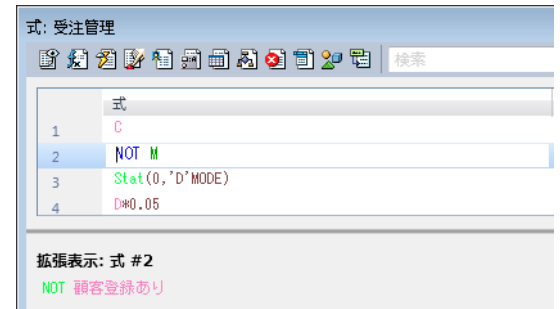 式: 受注管理
検索
式
1 C
2 NOT M
3 Stat(0,'D'MODE)
4 D*0.05
拡張表示: 式 #2
NOT 顧客登録あり